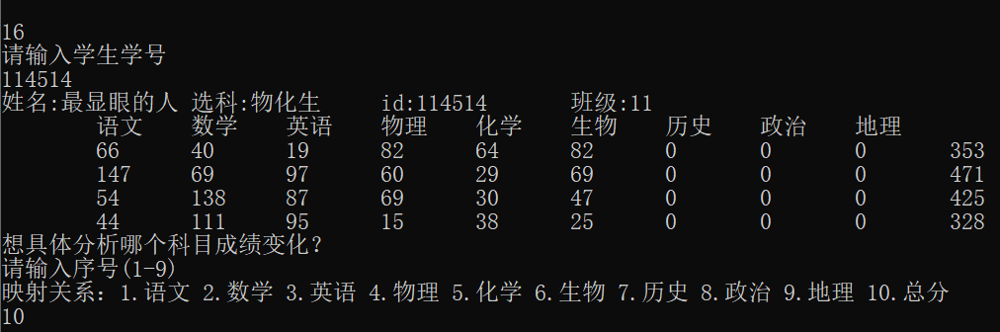 16
请输入学生学号
114514
姓名:最显眼的人 选科:物化生 id:114514 班级:11
语文 数学 英语 物理 化学 生物 历史 政治 地理
66 40 19 82 64 82 0 0 0 353
147 69 97 60 29 69 0 0 0 471
54 138 87 69 30 47 0 0 0 425
44 111 95 15 38 25 0 0 0 328
想具体分析哪个科目成绩变化?
请输入序号(1-9)
映射关系: 1.语文 2.数学 3.英语 4.物理 5.化学 6.生物 7.历史 8.政治 9.地理 10.总分
10